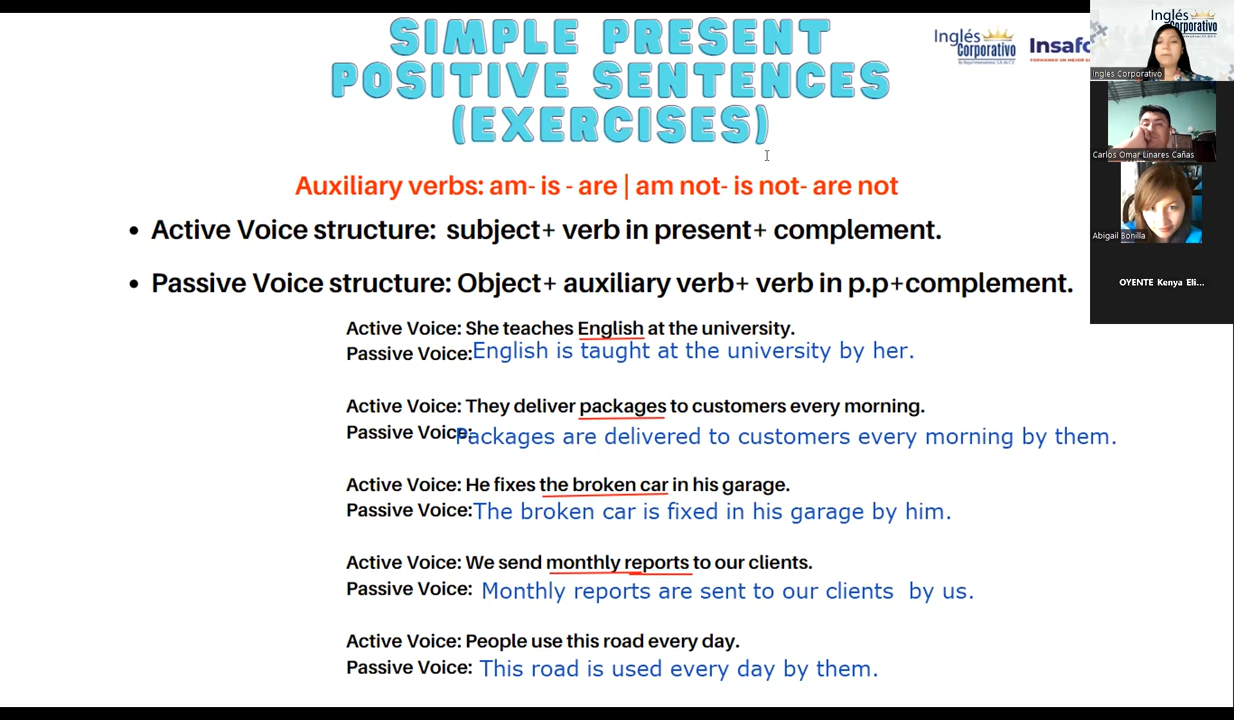 SIMPLE PRESENT
POSITIVE SENTENCES
(EXERCISES)
Inglés
Corporativo
Insafo
Auxiliary verbs: am- is - are | am not- is not- are not
• Active Voice structure: subject+ verb in present+ complement.
• Passive Voice structure: Object+ auxiliary verb+ verb in p.p+complement.
Active Voice: She teaches English at the university.
Passive Voice: English is taught at the university by her.
Active Voice: They deliver packages to customers every morning.
Passive Voice: Packages are delivered to customers every morning by them.
Active Voice: He fixes the broken car in his garage.
Passive Voice: The broken car is fixed in his garage by him.
Active Voice: We send monthly reports to our clients.
Passive Voice: Monthly reports are sent to our clients by us.
Active Voice: People use this road every day.
Passive Voice: This road is used every day by them.
Inglés
Corporativo
Ingles Corporativo
Carlos Omar Linares Cañas
Abigail Bonilla
OYENTE Kenya Eli...